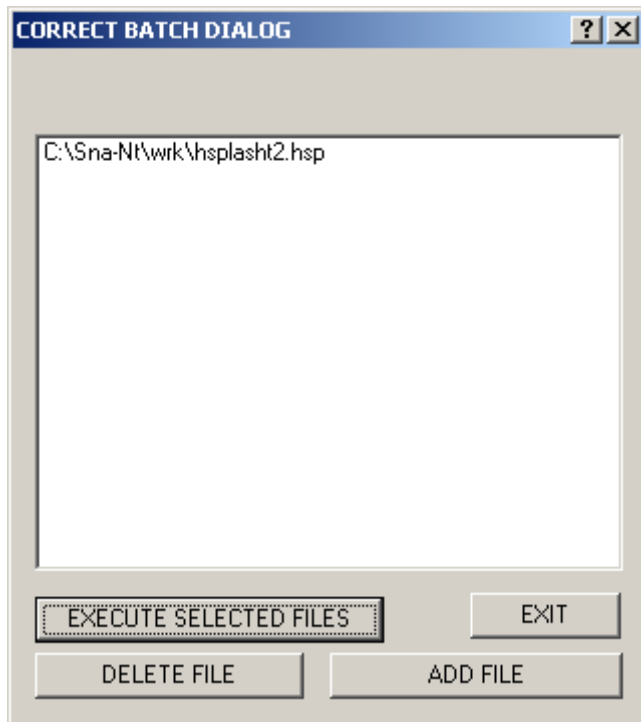 CORRECT BATCH DIALOG
C:\Sna-Nt\wrk\hsplasht2.hsp
EXECUTE SELECTED FILES
EXIT
DELETE FILE
ADD FILE